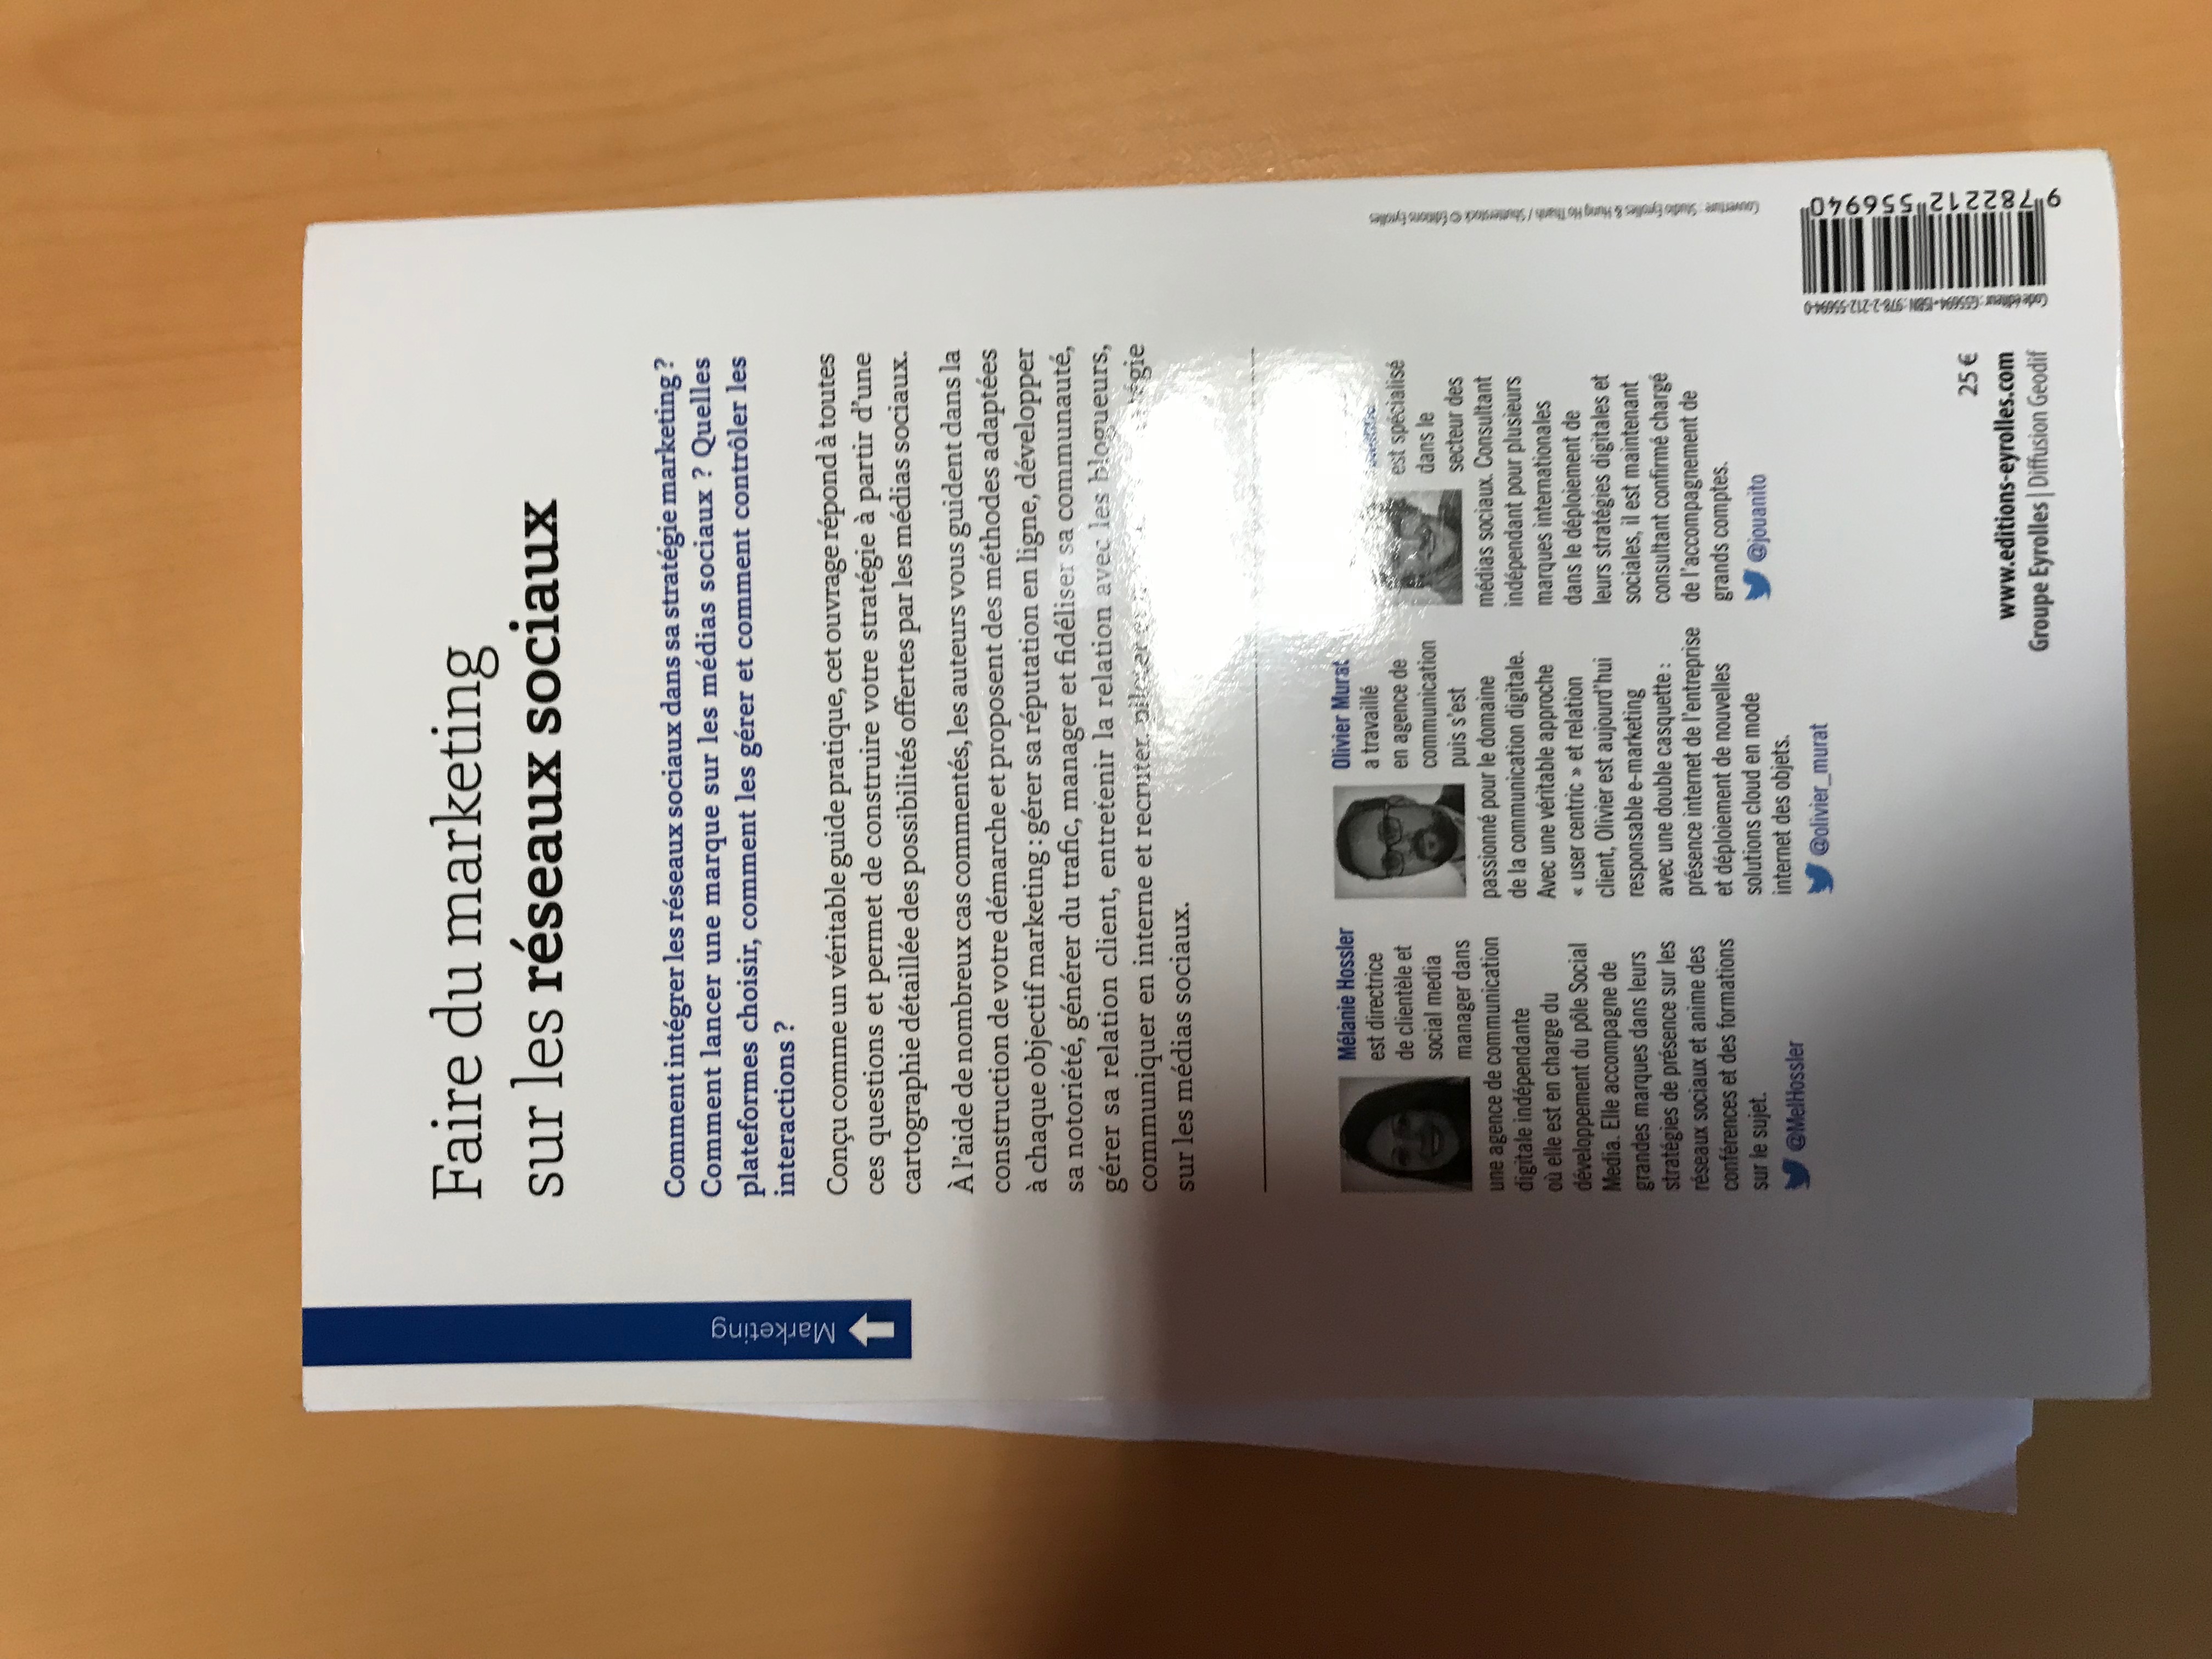 Marketing
Faire du marketing
sur les réseaux sociaux
Comment intégrer les réseaux sociaux dans sa stratégie marketing ?
Comment lancer une marque sur les médias sociaux ? Quelles
plateformes choisir, comment les gérer et comment contrôler les
interactions ?
Conçu comme un véritable guide pratique, cet ouvrage répond à toutes
ces questions et permet de construire votre stratégie à partir d'une
cartographie détaillée des possibilités offertes par les médias sociaux.
À l'aide de nombreux cas commentés, les auteurs vous guident dans la
construction de votre démarche et proposent des méthodes adaptées
à chaque objectif marketing : gérer sa réputation en ligne, développer
sa notoriété, générer du trafic, manager et fidéliser sa communauté,
gérer sa relation client, entretenir la relation avec les blogueurs,
communiquer en interne et recruter, piloter
sur les médias sociaux.
Mélanie Hossler
est directrice
de clientèle et
social media
manager dans
une agence de communication
digitale indépendante
où elle est en charge du
développement du pôle Social
Media. Elle accompagne de
grandes marques dans leurs
stratégies de présence sur les
réseaux sociaux et anime des
conférences et des formations
sur le sujet.
@MelHossler
Olivier Murat
a travaillé
en agence de
communication
puis s'est
passionné pour le domaine
de la communication digitale.
Avec une véritable approche
« user centric » et relation
client, Olivier est aujourd'hui
responsable e-marketing
avec une double casquette :
présence internet de l'entreprise
et déploiement de nouvelles
solutions cloud en mode
internet des objets.
@olivier_murat
est spécialisé
dans le
secteur des
médias sociaux. Consultant
indépendant pour plusieurs
marques internationales
dans le déploiement de
leurs stratégies digitales et
sociales, il est maintenant
consultant confirmé chargé
de l'accompagnement de
grands comptes.
@jouanito
Couverture : Studio Eyrolles & Hung Ho Thanh / Shutterstock © Éditions Eyrolles
Code éditeur : G55694 • ISBN : 978-2-212-55694-0
9 782212 556940
25 €
www.editions-eyrolles.com
Groupe Eyrolles | Diffusion Geodif